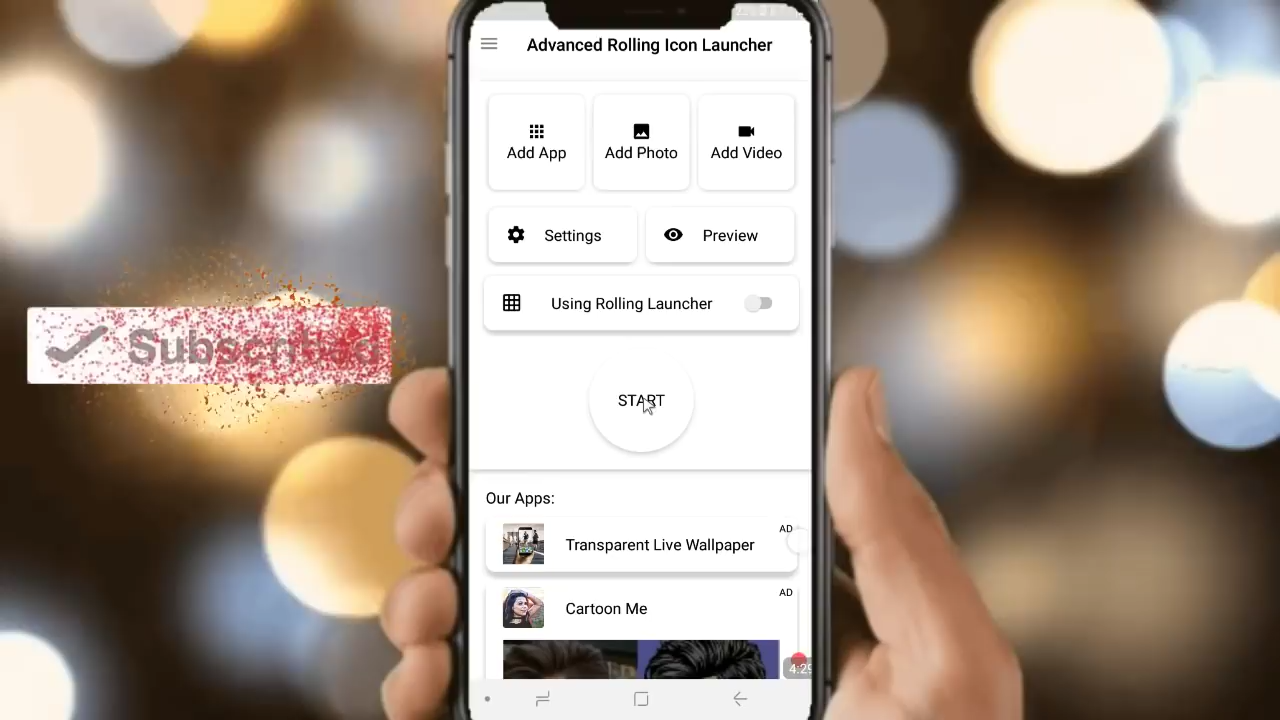 Advanced Rolling Icon Launcher
Add App
Add Photo
Add Video
Settings
Preview
Using Rolling Launcher
Subscribed
START
Our Apps:
AD
Transparent Live Wallpaper
AD
Cartoon Me